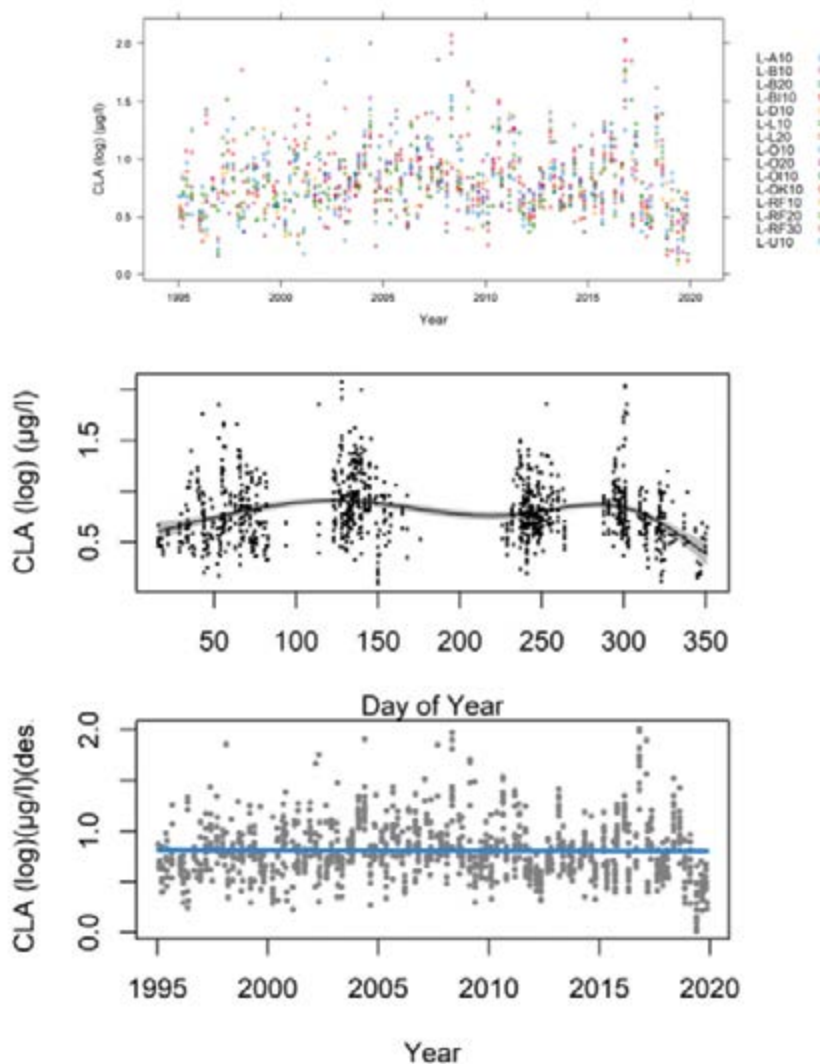 CLA (log) (µg/l)
2.0
1.5
1.0
0.5
0.0
1995 2000 2005 2010 2015 2020
Year
L-A10
L-B10
L-B20
L-BI10
L-D10
L-L10
L-L20
L-O10
L-O20
L-OI10
L-OK10
L-RF10
L-RF20
L-RF30
L-U10
CLA (log) (µg/l)
1.5
0.5
50 100 150 200 250 300 350
Day of Year
CLA (log)(µg/l)(des.
2.0
1.0
0.0
1995 2000 2005 2010 2015 2020
Year